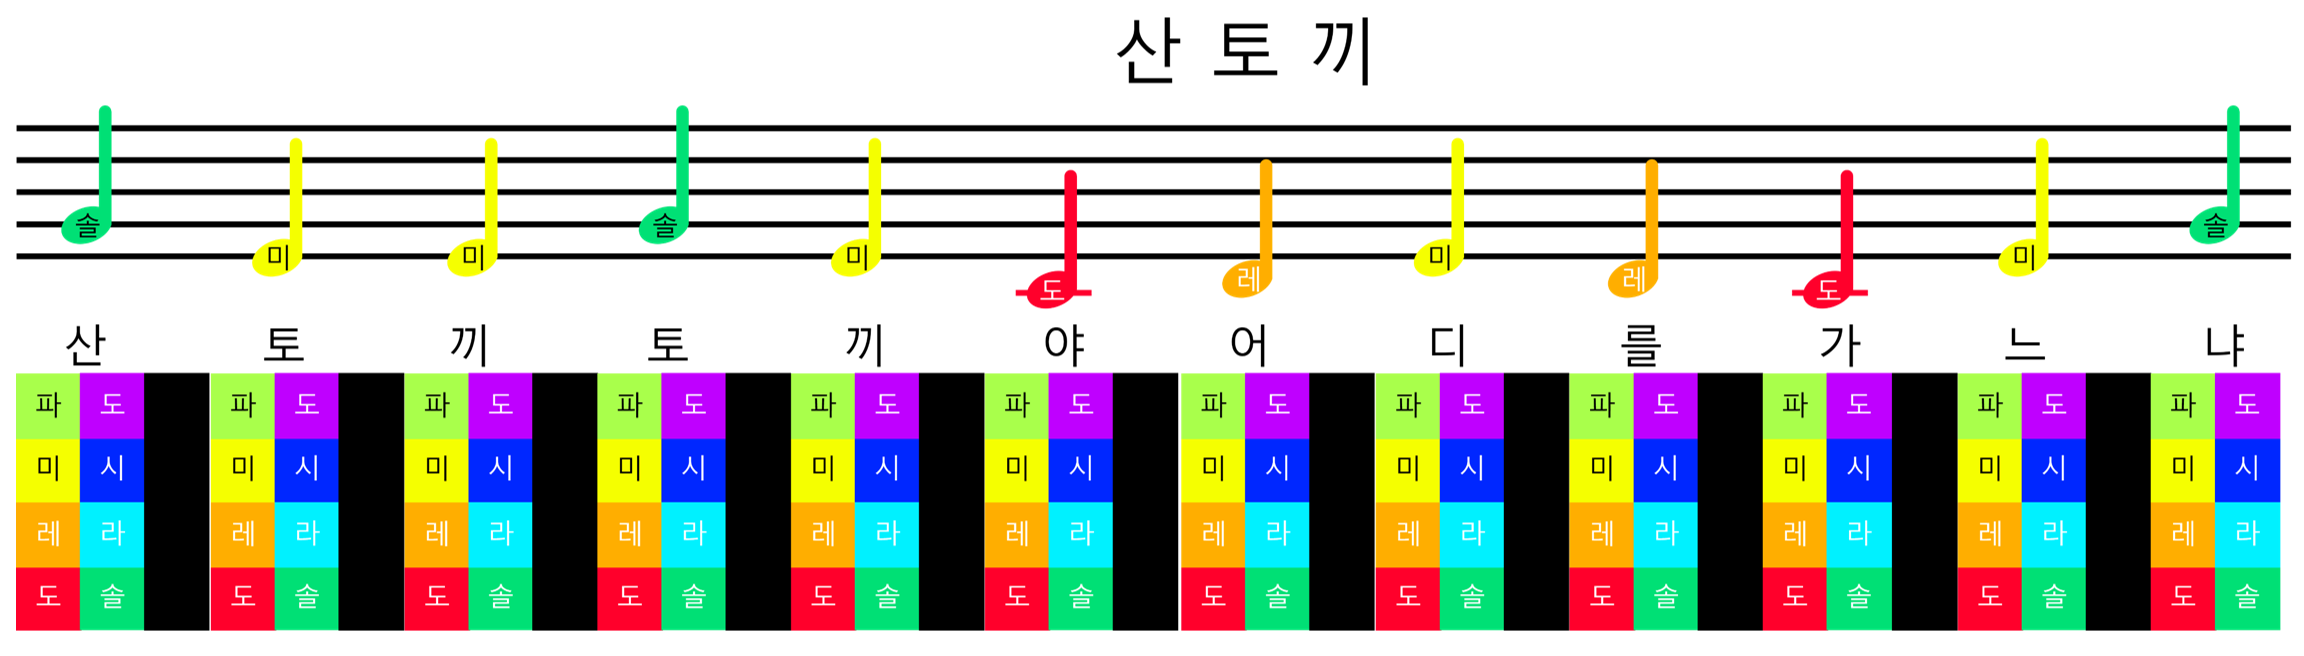 산 토 끼
솔 미 미 솔 미 도 레 미 레 도 미 솔
산 토 끼 토 끼 야 어 디 를 가 느 냐
파 도 파 도 파 도 파 도 파 도 파 도 파 도 파 도 파 도 파 도 파 도 파 도
미 시 미 시 미 시 미 시 미 시 미 시 미 시 미 시 미 시 미 시 미 시 미 시
레 라 레 라 레 라 레 라 레 라 레 라 레 라 레 라 레 라 레 라 레 라 레 라
도 솔 도 솔 도 솔 도 솔 도 솔 도 솔 도 솔 도 솔 도 솔 도 솔 도 솔 도 솔